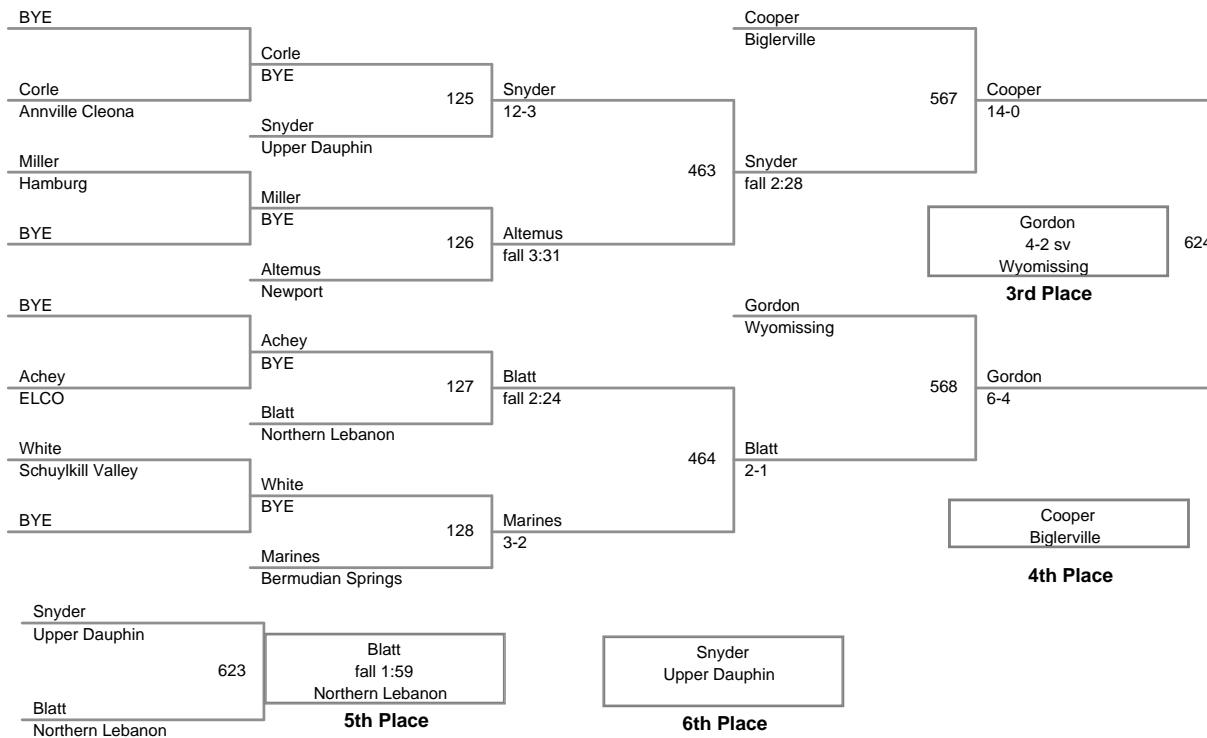 BYE
Corle
Annville Cleona
Miller
Hamburg
BYE
BYE
Achey
ELCO
White
Schuylkill Valley
BYE
Corle
BYE
125
Snyder
Upper Dauphin
Miller
BYE
126
Altemus
Newport
Achey
BYE
127
Blatt
Northern Lebanon
White
BYE
128
Marines
Bermudian Springs
Snyder
12-3
463
Altemus
fall 3:31
Blatt
fall 2:24
464
Marines
3-2
Cooper
Biglerville
567
Snyder
fall 2:28
Gordon
Wyomissing
568
Blatt
2-1
Cooper
14-0
Gordon
4-2 sv
Wyomissing
624
3rd Place
Gordon
6-4
Cooper
Biglerville
4th Place
Snyder
Upper Dauphin
623
Blatt
Northern Lebanon
Blatt
fall 1:59
Northern Lebanon
5th Place
Snyder
Upper Dauphin
6th Place